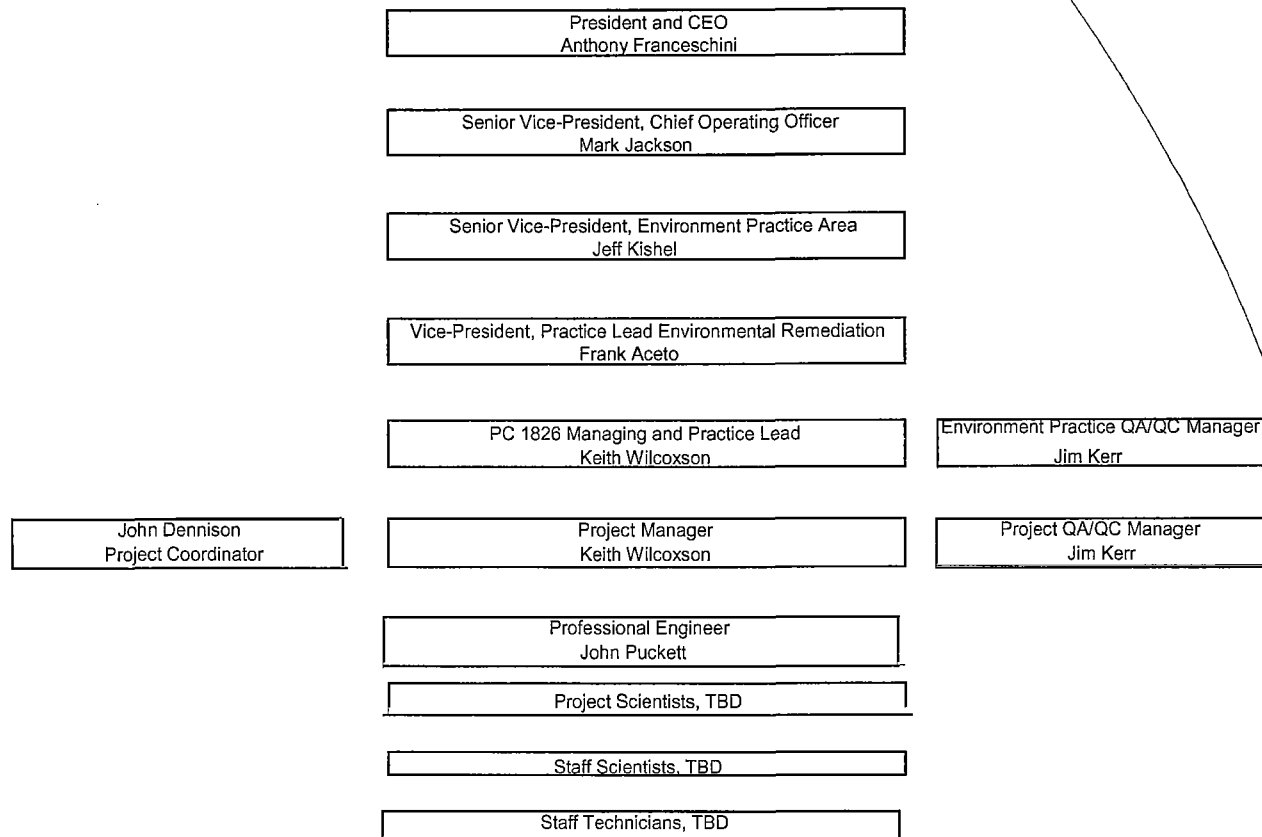 President and CEO
Anthony Franceschini
Senior Vice-President, Chief Operating Officer
Mark Jackson
Senior Vice-President, Environment Practice Area
Jeff Kishel
Vice-President, Practice Lead Environmental Remediation
Frank Aceto
PC 1826 Managing and Practice Lead
Keith Wilcoxson
Environment Practice QA/QC Manager
Jim Kerr
John Dennison
Project Coordinator
Project Manager
Keith Wilcoxson
Project QA/QC Manager
Jim Kerr
Professional Engineer
John Puckett
Project Scientists, TBD
Staff Scientists, TBD
Staff Technicians, TBD